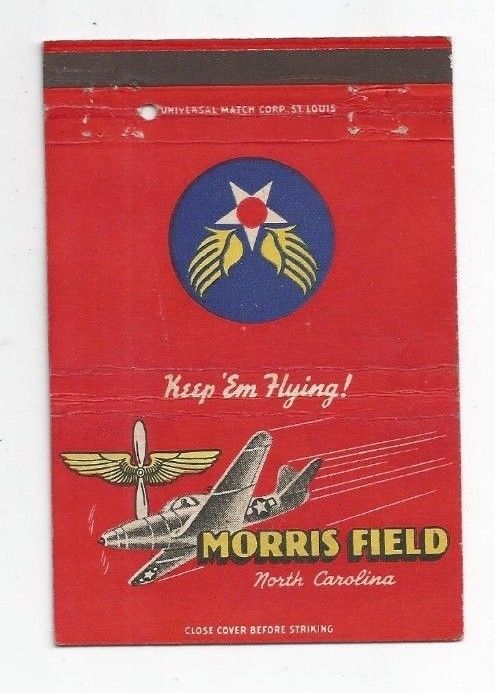 UNIVERSAL MATCH CORP. ST. LOUIS
Keep 'Em Flying!
MORRIS FIELD
North Carolina
CLOSE COVER BEFORE STRIKING